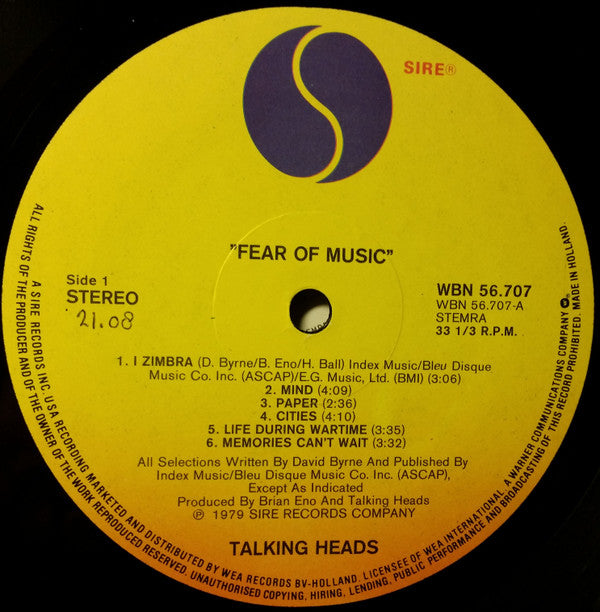 SIRE®
"FEAR OF MUSIC"
Side 1
STEREO
21.08
WBN 56.707
WBN 56.707-A
STEMRA
33 1/3 R.P.M.
1. I ZIMBRA (D. Byrne/B. Eno/H. Ball) Index Music/Bleu Disque
Music Co. Inc. (ASCAP)/E.G. Music, Ltd. (BMI) (3:06)
2. MIND (4:09)
3. PAPER (2:36)
4. CITIES (4:10)
5. LIFE DURING WARTIME (3:35)
6. MEMORIES CAN'T WAIT (3:32)
All Selections Written By David Byrne And Published By
Index Music/Bleu Disque Music Co. Inc. (ASCAP),
Except As Indicated
Produced By Brian Eno And Talking Heads
℗ 1979 SIRE RECORDS COMPANY
TALKING HEADS
A SIRE RECORDS INC. USA RECORDING MARKETED AND DISTRIBUTED BY WEA RECORDS BV-HOLLAND. LICENSEE OF WEA INTERNATIONAL. A WARNER COMMUNICATIONS COMPANY
MADE IN HOLLAND.
ALL RIGHTS OF THE PRODUCER AND OF THE OWNER OF THE WORK REPRODUCED RESERVED. UNAUTHORISED COPYING, HIRING, LENDING, PUBLIC PERFORMANCE AND BROADCASTING OF THIS RECORD PROHIBITED.